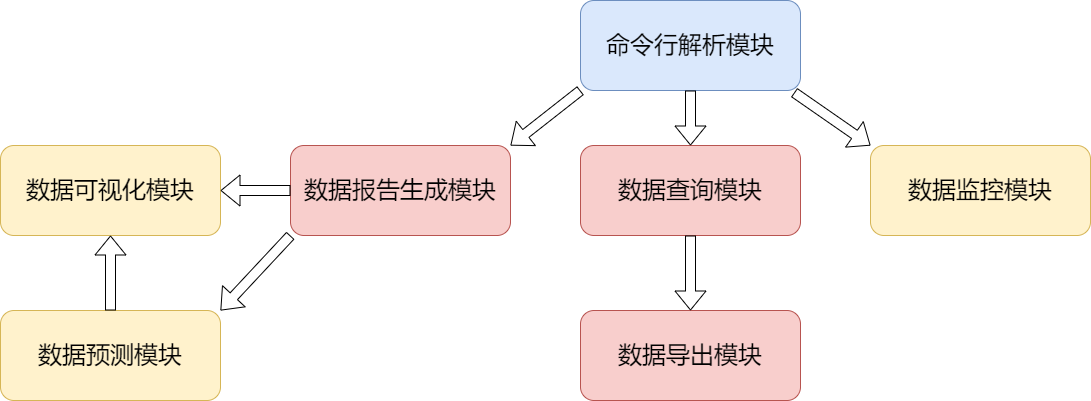 命令行解析模块
数据可视化模块
数据报告生成模块
数据查询模块
数据监控模块
数据预测模块
数据导出模块